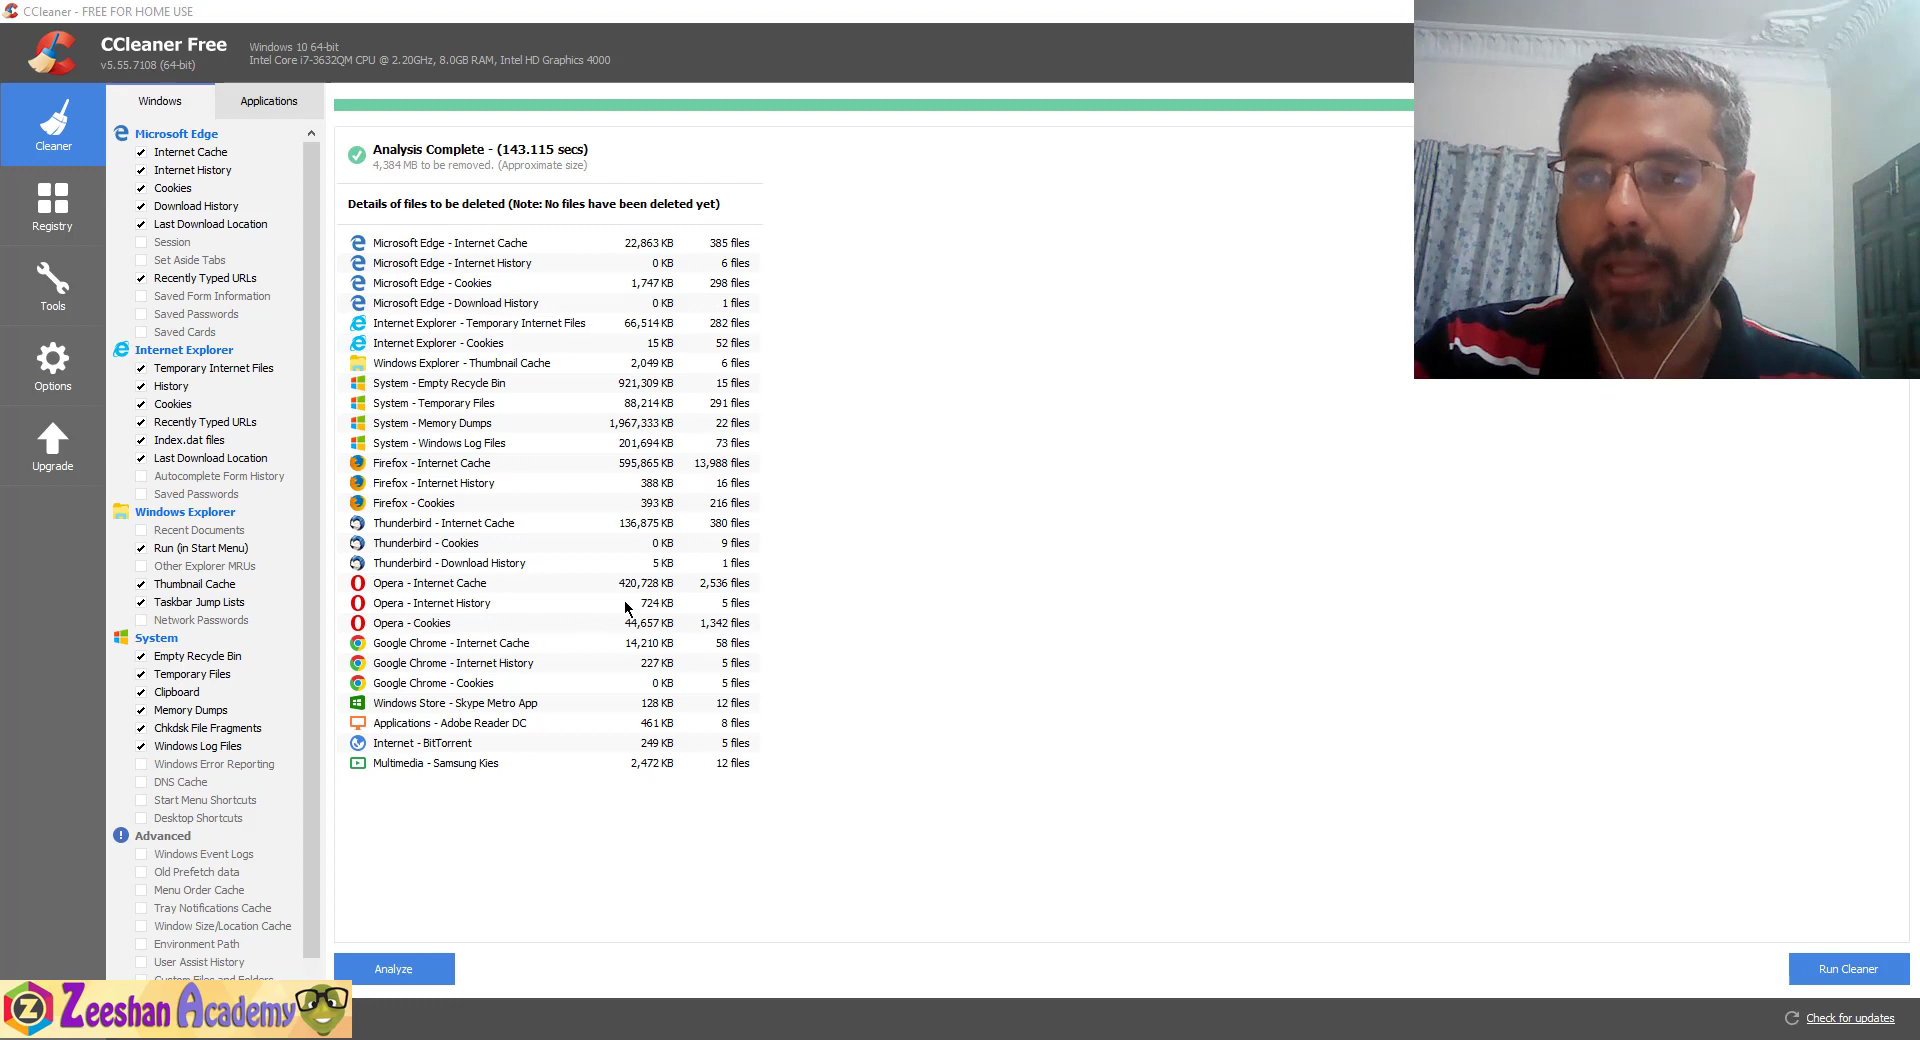 CCleaner - FREE FOR HOME USE
CCleaner Free
v5.55.7108 (64-bit)
Windows 10 64-bit
Intel Core i7-3632QM CPU @ 2.20GHz, 8.0GB RAM, Intel HD Graphics 4000
Cleaner
Registry
Tools
Options
Upgrade
Windows
Applications
Microsoft Edge
Internet Cache
Internet History
Cookies
Download History
Last Download Location
Session
Set Aside Tabs
Recently Typed URLs
Saved Form Information
Saved Passwords
Saved Cards
Internet Explorer
Temporary Internet Files
History
Cookies
Recently Typed URLs
Index.dat files
Last Download Location
Autocomplete Form History
Saved Passwords
Windows Explorer
Recent Documents
Run (in Start Menu)
Other Explorer MRUs
Thumbnail Cache
Taskbar Jump Lists
Network Passwords
System
Empty Recycle Bin
Temporary Files
Clipboard
Memory Dumps
Chkdsk File Fragments
Windows Log Files
Windows Error Reporting
DNS Cache
Start Menu Shortcuts
Desktop Shortcuts
Advanced
Windows Event Logs
Old Prefetch data
Menu Order Cache
Tray Notifications Cache
Window Size/Location Cache
Environment Path
User Assist History
Custom Files and Folders
Analysis Complete - (143.115 secs)
4,384 MB to be removed. (Approximate size)
Details of files to be deleted (Note: No files have been deleted yet)
Microsoft Edge - Internet Cache 22,863 KB 385 files
Microsoft Edge - Internet History 0 KB 6 files
Microsoft Edge - Cookies 1,747 KB 298 files
Microsoft Edge - Download History 0 KB 1 files
Internet Explorer - Temporary Internet Files 66,514 KB 282 files
Internet Explorer - Cookies 15 KB 52 files
Windows Explorer - Thumbnail Cache 2,049 KB 6 files
System - Empty Recycle Bin 921,309 KB 15 files
System - Temporary Files 88,214 KB 291 files
System - Memory Dumps 1,967,333 KB 22 files
System - Windows Log Files 201,694 KB 73 files
Firefox - Internet Cache 595,865 KB 13,988 files
Firefox - Internet History 388 KB 16 files
Firefox - Cookies 393 KB 216 files
Thunderbird - Internet Cache 136,875 KB 380 files
Thunderbird - Cookies 0 KB 9 files
Thunderbird - Download History 5 KB 1 files
Opera - Internet Cache 420,728 KB 2,536 files
Opera - Internet History 724 KB 5 files
Opera - Cookies 44,657 KB 1,342 files
Google Chrome - Internet Cache 14,210 KB 58 files
Google Chrome - Internet History 227 KB 5 files
Google Chrome - Cookies 0 KB 5 files
Windows Store - Skype Metro App 128 KB 12 files
Applications - Adobe Reader DC 461 KB 8 files
Internet - BitTorrent 249 KB 5 files
Multimedia - Samsung Kies 2,472 KB 12 files
Analyze
Run Cleaner
Z Zeeshan Academy
Check for updates